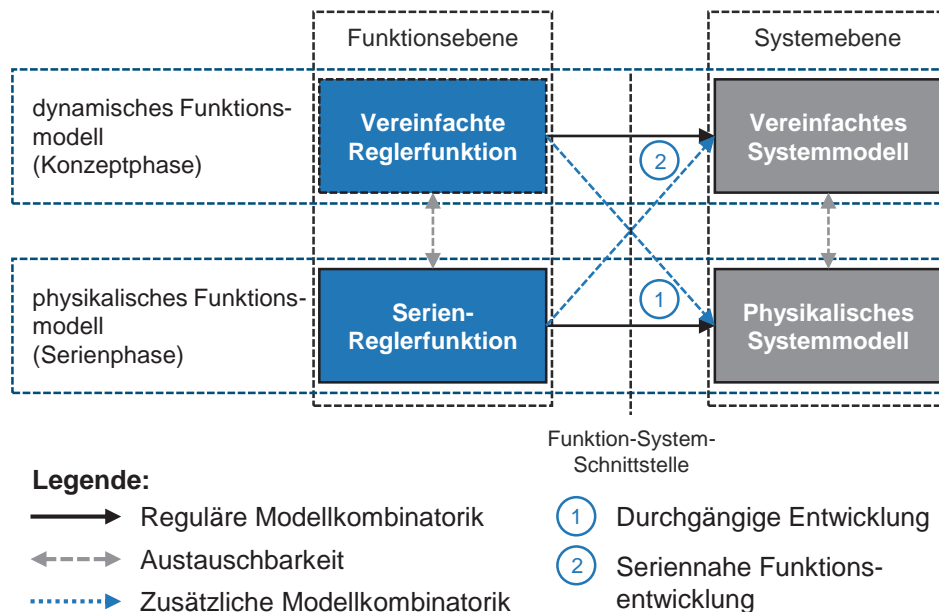 Funktionsebene
Systemebene
dynamisches Funktions-
modell
(Konzeptphase)
Vereinfachte
Reglerfunktion
2
Vereinfachtes
Systemmodell
physikalisches Funktions-
modell
(Serienphase)
Serien-
Reglerfunktion
1
Physikalisches
Systemmodell
Funktion-System-
Schnittstelle
Legende:
Reguläre Modellkombinatorik
Austauschbarkeit
Zusätzliche Modellkombinatorik
1 Durchgängige Entwicklung
2 Seriennahe Funktions-
entwicklung